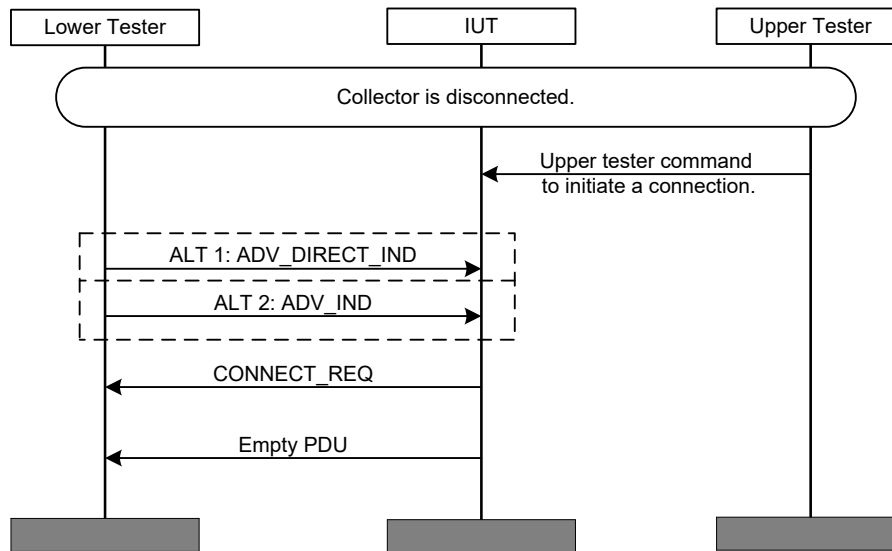 Lower Tester
IUT
Upper Tester
Collector is disconnected.
Upper tester command
to initiate a connection.
ALT 1: ADV_DIRECT_IND
ALT 2: ADV_IND
CONNECT_REQ
Empty PDU